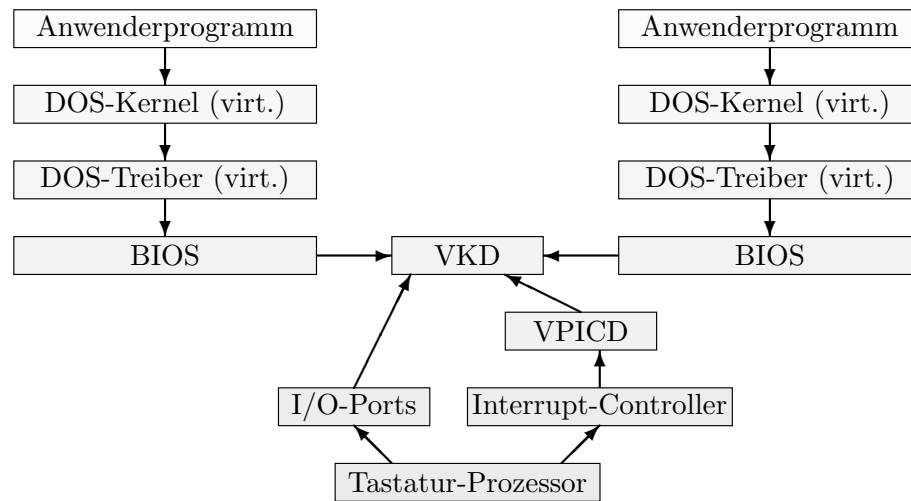 Anwenderprogramm
Anwenderprogramm
DOS-Kernel (virt.)
DOS-Kernel (virt.)
DOS-Treiber (virt.)
DOS-Treiber (virt.)
BIOS
VKD
BIOS
VPICD
I/O-Ports
Interrupt-Controller
Tastatur-Prozessor